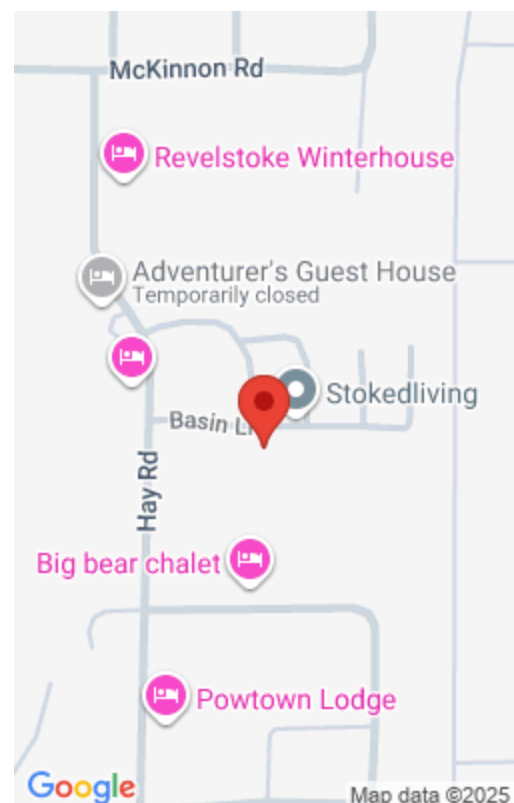 McKinnon Rd
Revelstoke Winterhouse
Adventurer's Guest House
Temporarily closed
Stokedliving
Basin
Hay Rd
Big bear chalet
Powtown Lodge
Google
Map data ©2025